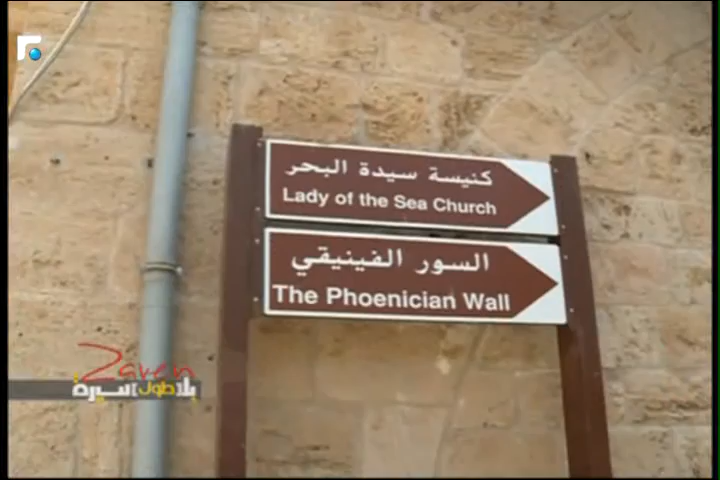 كنيسة سيدة البحر
Lady of the Sea Church
السور الفينيقي
The Phoenician Wall
Zaven
بلا طول سيرة